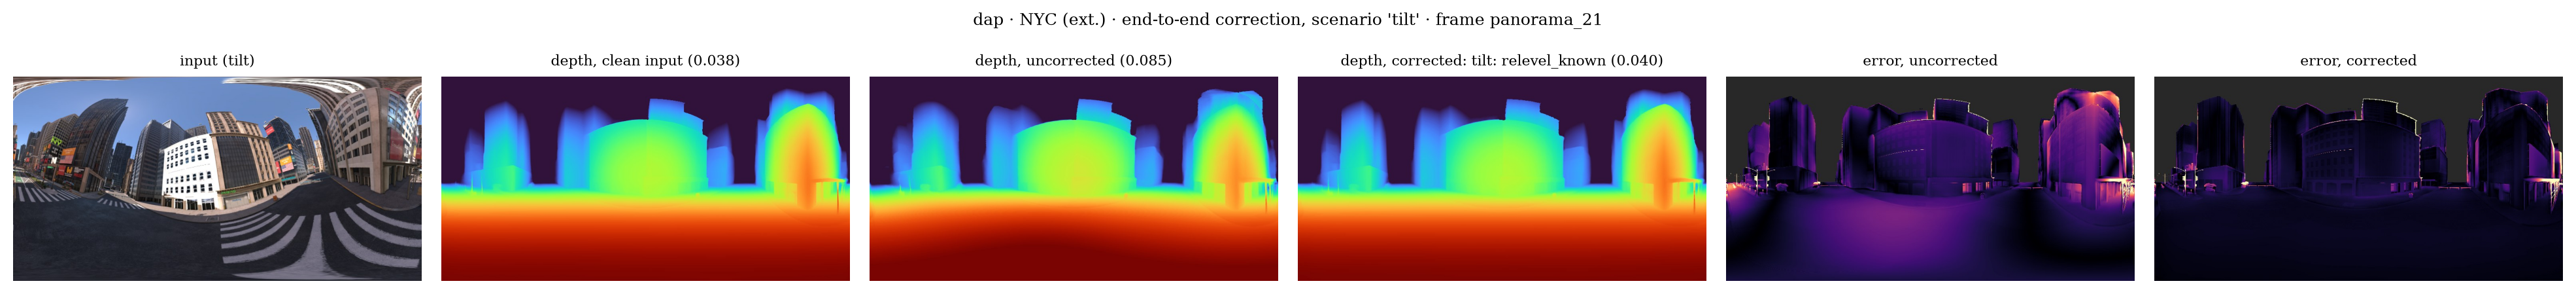 dap · NYC (ext.) · end-to-end correction, scenario 'tilt' · frame panorama_21
input (tilt)
depth, clean input (0.038)
depth, uncorrected (0.085)
depth, corrected: tilt: relevel_known (0.040)
error, uncorrected
error, corrected